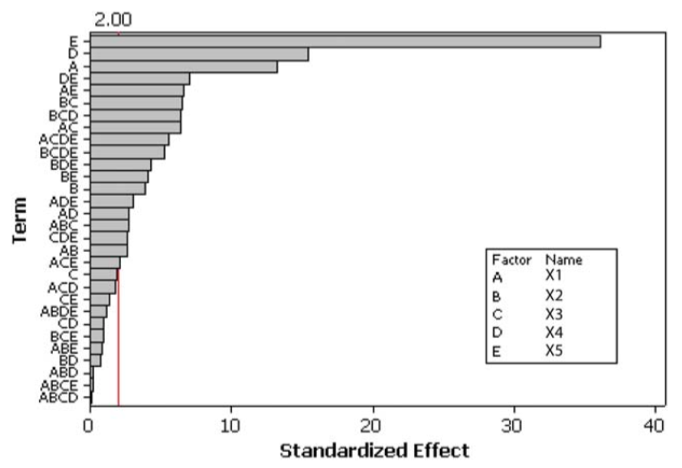 2.00
E
D
A
DE
AE
BC
BCD
AC
ACDE
BCDE
BDE
BE
B
ADE
AD
ABC
CDE
AB
ACE
C
ACD
CE
ABDE
CD
BCE
ABE
BD
ABD
ABCE
ABCD
Term
Factor Name
A X1
B X2
C X3
D X4
E X5
0 10 20 30 40
Standardized Effect